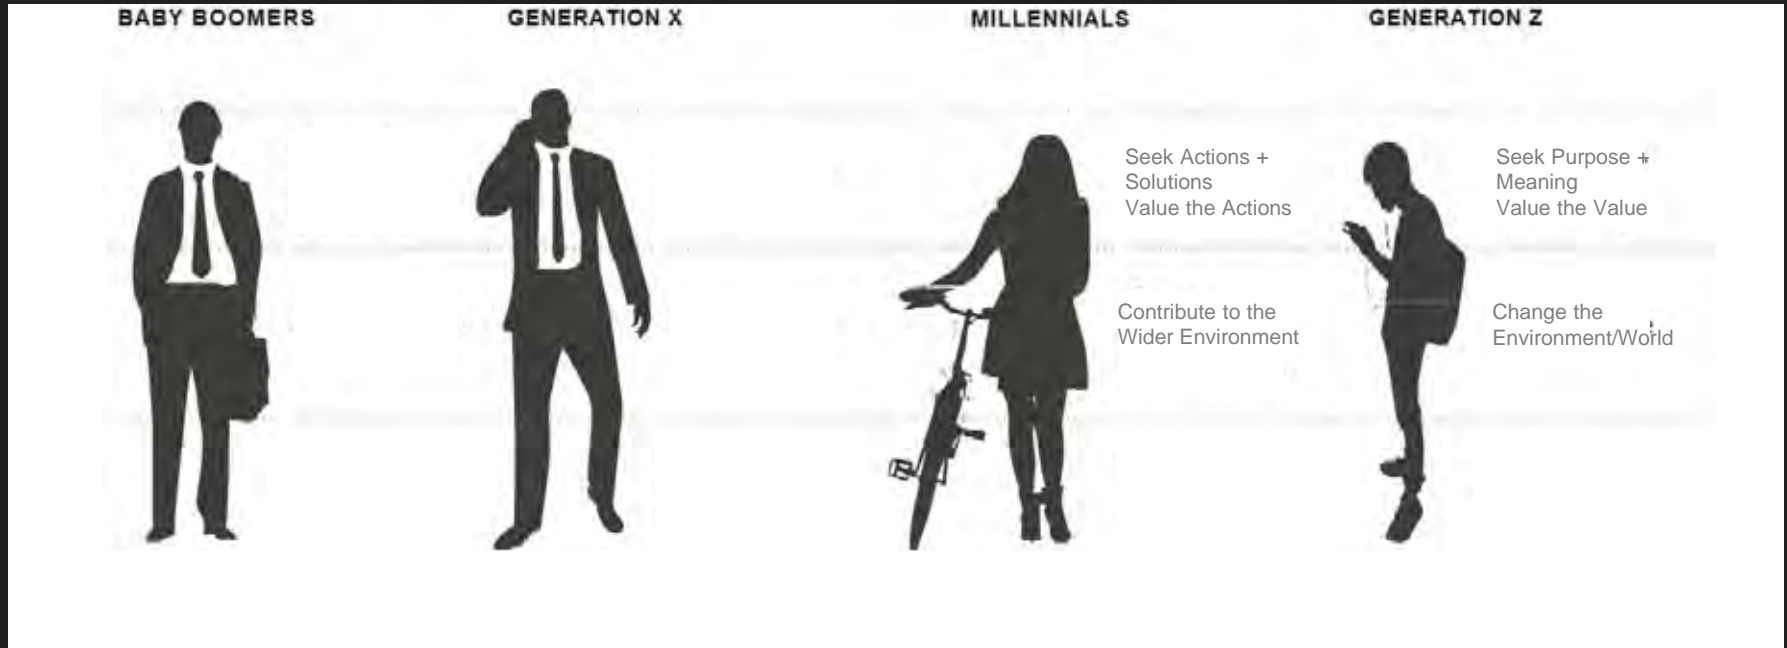 BABY BOOMERS
GENERATION X
MILLENNIALS
GENERATION Z
Seek Actions +
Solutions
Value the Actions
Contribute to the
Wider Environment
Seek Purpose +
Meaning
Value the Value
Change the
Environment/World